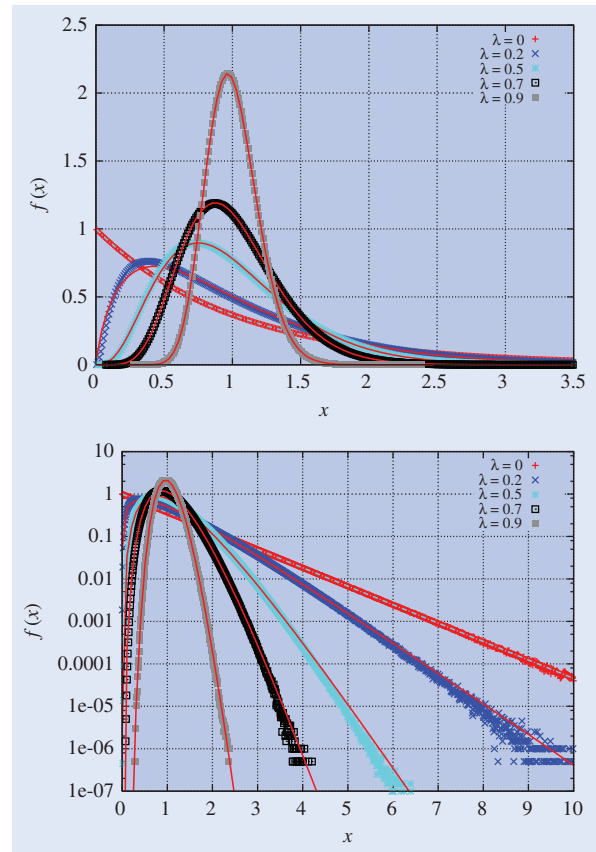 2.5
2
1.5
1
0.5
0
f (x)
λ = 0
λ = 0.2
λ = 0.5
λ = 0.7
λ = 0.9
0 0.5 1 1.5 2 2.5 3 3.5
x
10
1
0.1
0.01
0.001
0.0001
1e-05
1e-06
1e-07
f (x)
λ = 0
λ = 0.2
λ = 0.5
λ = 0.7
λ = 0.9
0 1 2 3 4 5 6 7 8 9 10
x